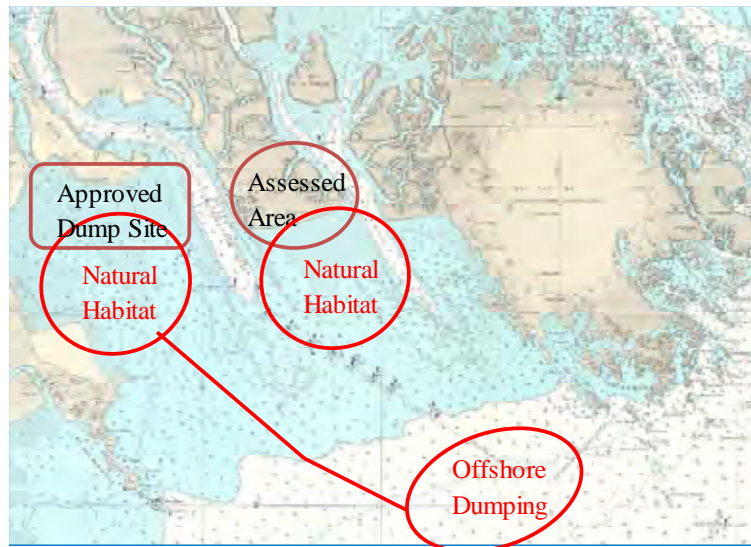 Approved
Dump Site
Assessed
Area
Natural
Habitat
Natural
Habitat
Offshore
Dumping